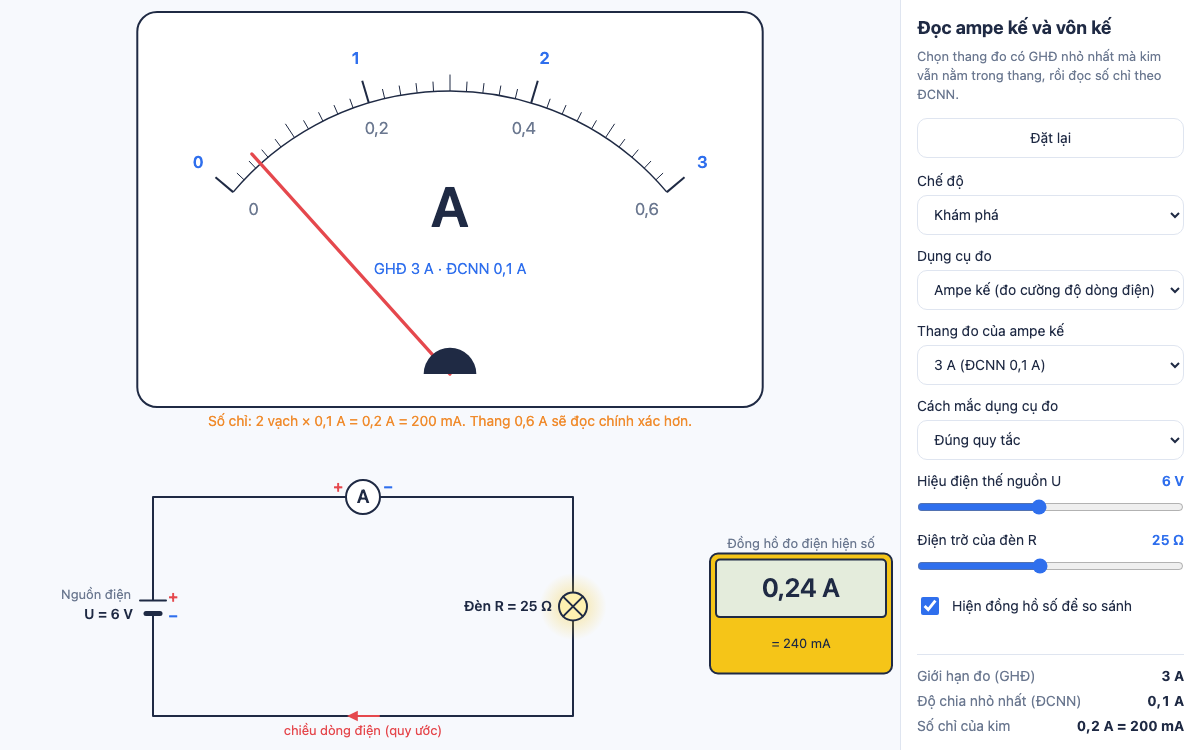 1
2
0,2
0,4
0
3
0
0,6
A
GHĐ 3 A · ĐCNN 0,1 A
Số chỉ: 2 vạch × 0,1 A = 0,2 A = 200 mA. Thang 0,6 A sẽ đọc chính xác hơn.
+ A −
Nguồn điện
U = 6 V
+
−
Đèn R = 25 Ω
chiều dòng điện (quy ước)
Đồng hồ đo điện hiện số
0,24 A
= 240 mA
Đọc ampe kế và vôn kế
Chọn thang đo có GHĐ nhỏ nhất mà kim
vẫn nằm trong thang, rồi đọc số chỉ theo
ĐCNN.
Đặt lại
Chế độ
Khám phá
Dụng cụ đo
Ampe kế (đo cường độ dòng điện)
Thang đo của ampe kế
3 A (ĐCNN 0,1 A)
Cách mắc dụng cụ đo
Đúng quy tắc
Hiệu điện thế nguồn U 6 V
Điện trở của đèn R 25 Ω
Hiện đồng hồ số để so sánh
Giới hạn đo (GHĐ) 3 A
Độ chia nhỏ nhất (ĐCNN) 0,1 A
Số chỉ của kim 0,2 A = 200 mA